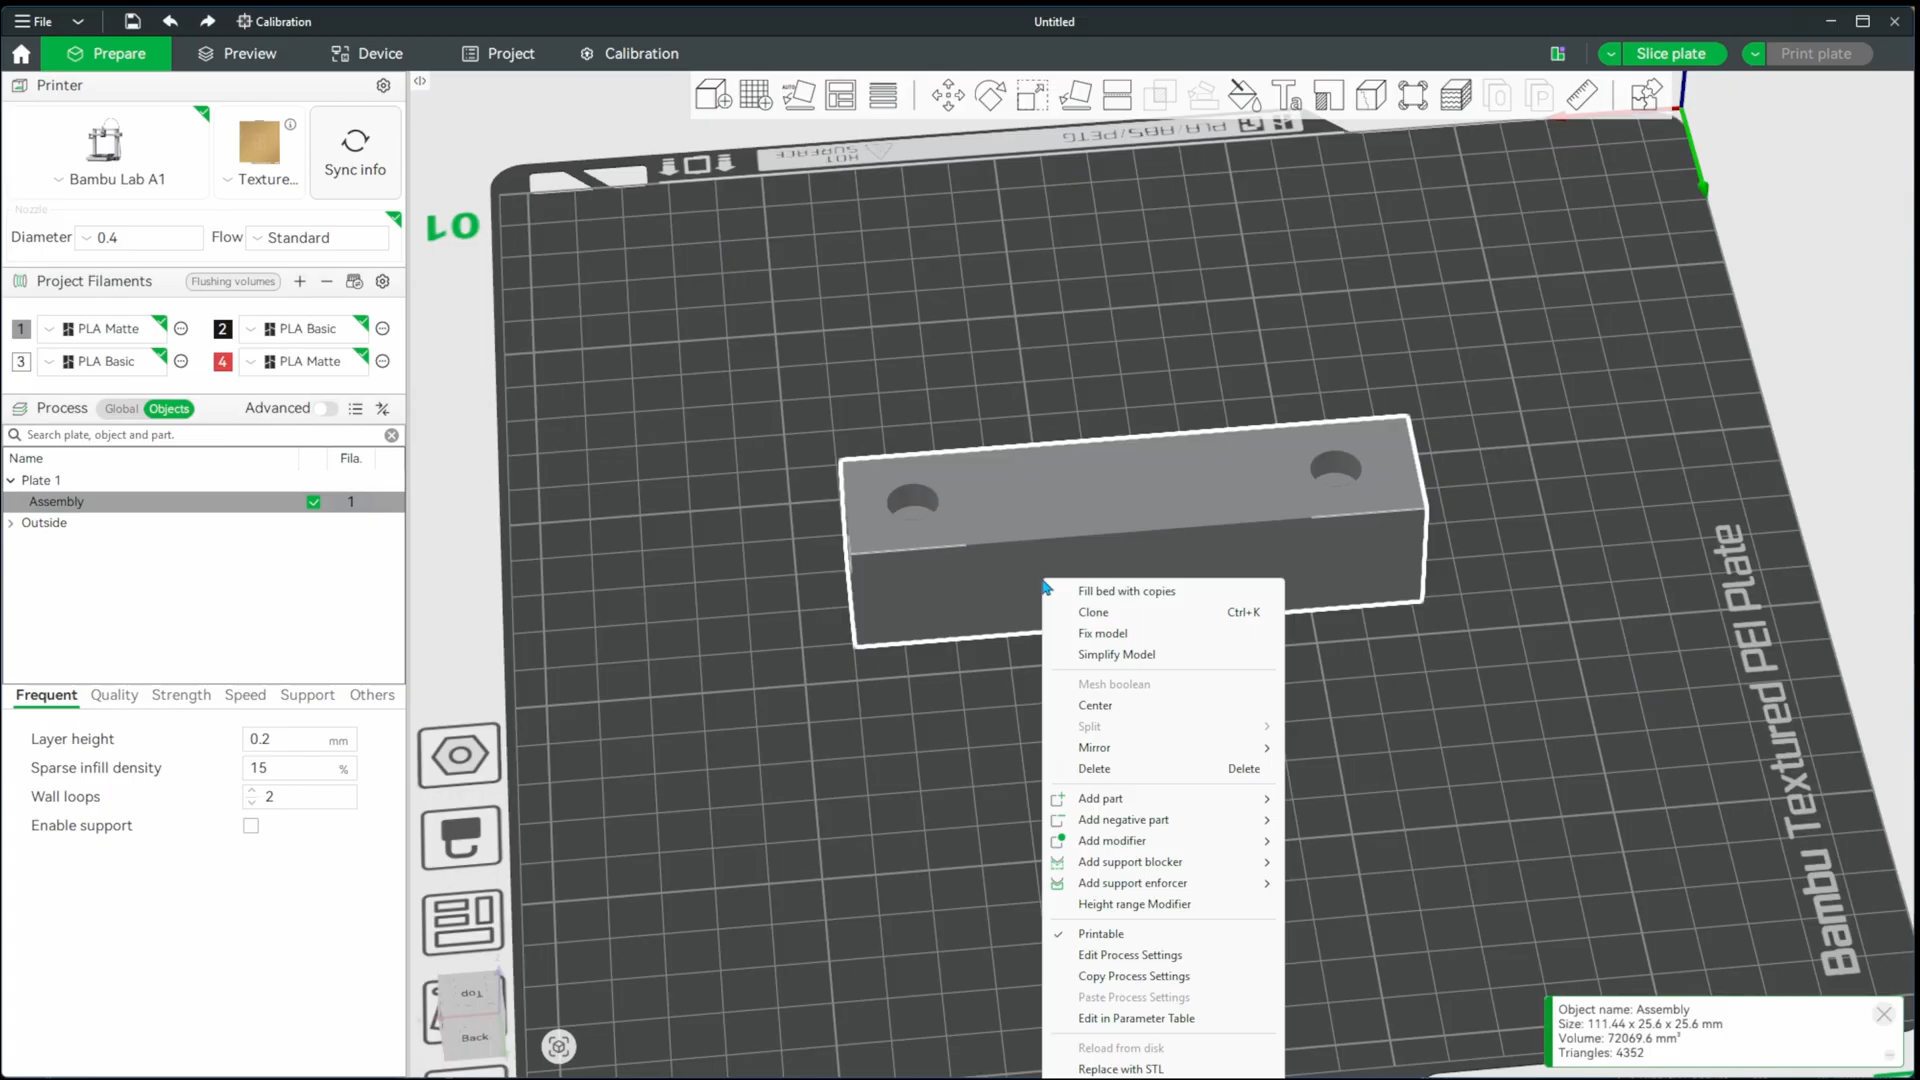 File
Calibration
Untitled
Prepare
Preview
Device
Project
Calibration
Slice plate
Print plate
Printer
Bambu Lab A1
Texture...
Sync info
Nozzle
Diameter
0.4
Flow
Standard
Project Filaments
Flushing volumes
1
PLA Matte
2
PLA Basic
3
PLA Basic
4
PLA Matte
Process
Global
Objects
Advanced
Search plate, object and part.
Name
Fila.
Plate 1
Assembly
1
Outside
Frequent
Quality
Strength
Speed
Support
Others
Layer height
0.2
mm
Sparse infill density
15
%
Wall loops
2
Enable support
01
HOT
SURFACE
PLA/ABS/PETG
Bambu Textured PEI Plate
Top
Back
Fill bed with copies
Clone Ctrl+K
Fix model
Simplify Model
Mesh boolean
Center
Split
Mirror
Delete Delete
Add part
Add negative part
Add modifier
Add support blocker
Add support enforcer
Height range Modifier
Printable
Edit Process Settings
Copy Process Settings
Paste Process Settings
Edit in Parameter Table
Reload from disk
Replace with STL
Object name: Assembly
Size: 111.44 x 25.6 x 25.6 mm
Volume: 72069.6 mm³
Triangles: 4352